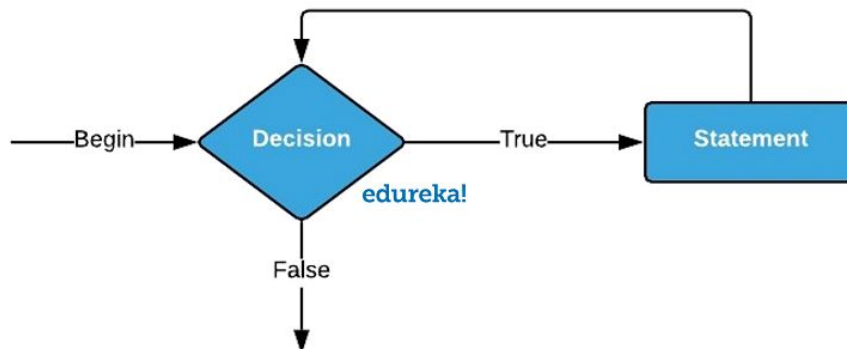 Begin
Decision
True
Statement
edureka!
False